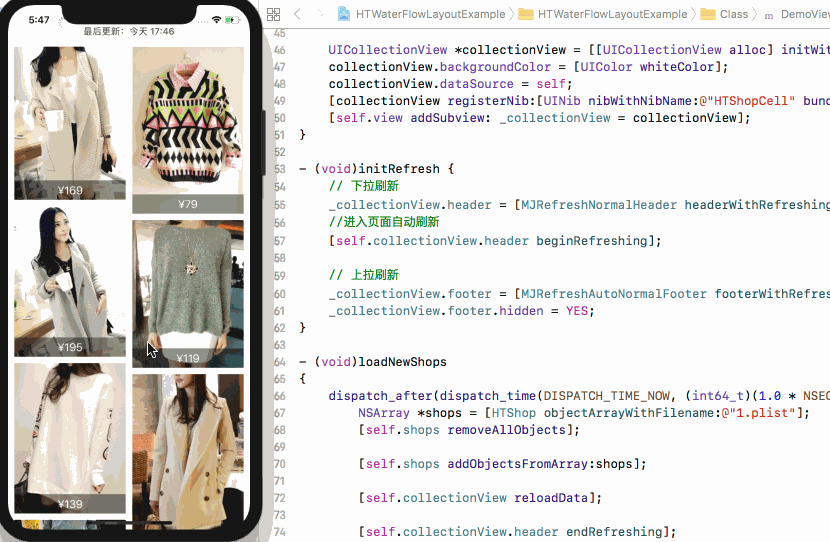 5:47
最后更新：今天 17:46
¥169
¥79
¥195
¥119
¥139
HTWaterFlowLayoutExample
HTWaterFlowLayoutExample
Class
m DemoView
45
46 UICollectionView *collectionView = [[UICollectionView alloc] initWit
47 collectionView.backgroundColor = [UIColor whiteColor];
48 collectionView.dataSource = self;
49 [collectionView registerNib:[UINib nibWithNibName:@"HTShopCell" bund
50 [self.view addSubview: _collectionView = collectionView];
51 }
52
53 - (void)initRefresh {
54 // 下拉刷新
55 _collectionView.header = [MJRefreshNormalHeader headerWithRefreshing
56 //进入页面自动刷新
57 [self.collectionView.header beginRefreshing];
58
59 // 上拉刷新
60 _collectionView.footer = [MJRefreshAutoNormalFooter footerWithRefres
61 _collectionView.footer.hidden = YES;
62 }
63
64 - (void)loadNewShops
65 {
66 dispatch_after(dispatch_time(DISPATCH_TIME_NOW, (int64_t)(1.0 * NSEC
67 NSArray *shops = [HTShop objectArrayWithFilename:@"1.plist"];
68 [self.shops removeAllObjects];
69
70 [self.shops addObjectsFromArray:shops];
71
72 [self.collectionView reloadData];
73
74 [self.collectionView.header endRefreshing];